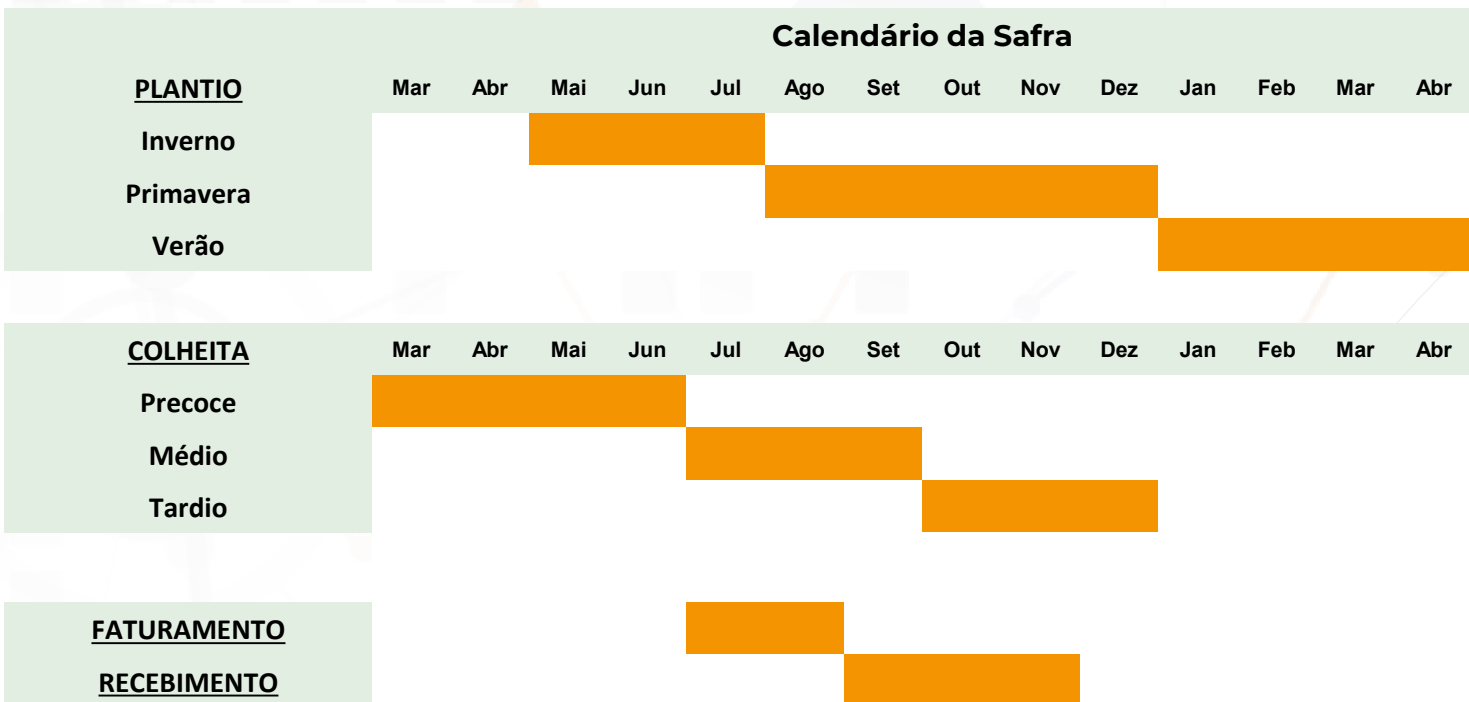 Calendário da Safra
PLANTIO Mar Abr Mai Jun Jul Ago Set Out Nov Dez Jan Feb Mar Abr
Inverno
Primavera
Verão
COLHEITA Mar Abr Mai Jun Jul Ago Set Out Nov Dez Jan Feb Mar Abr
Precoce
Médio
Tardio
FATURAMENTO
RECEBIMENTO